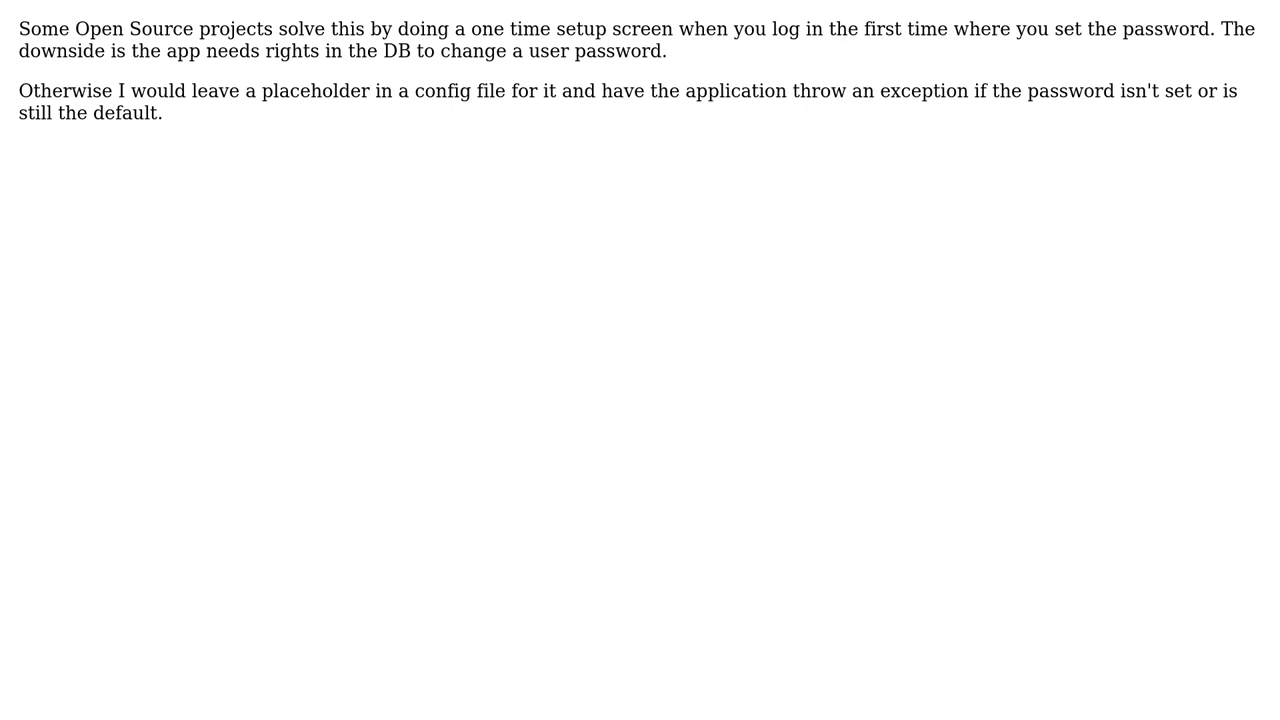 Some Open Source projects solve this by doing a one time setup screen when you log in the first time where you set the password. The
downside is the app needs rights in the DB to change a user password.
Otherwise I would leave a placeholder in a config file for it and have the application throw an exception if the password isn't set or is
still the default.